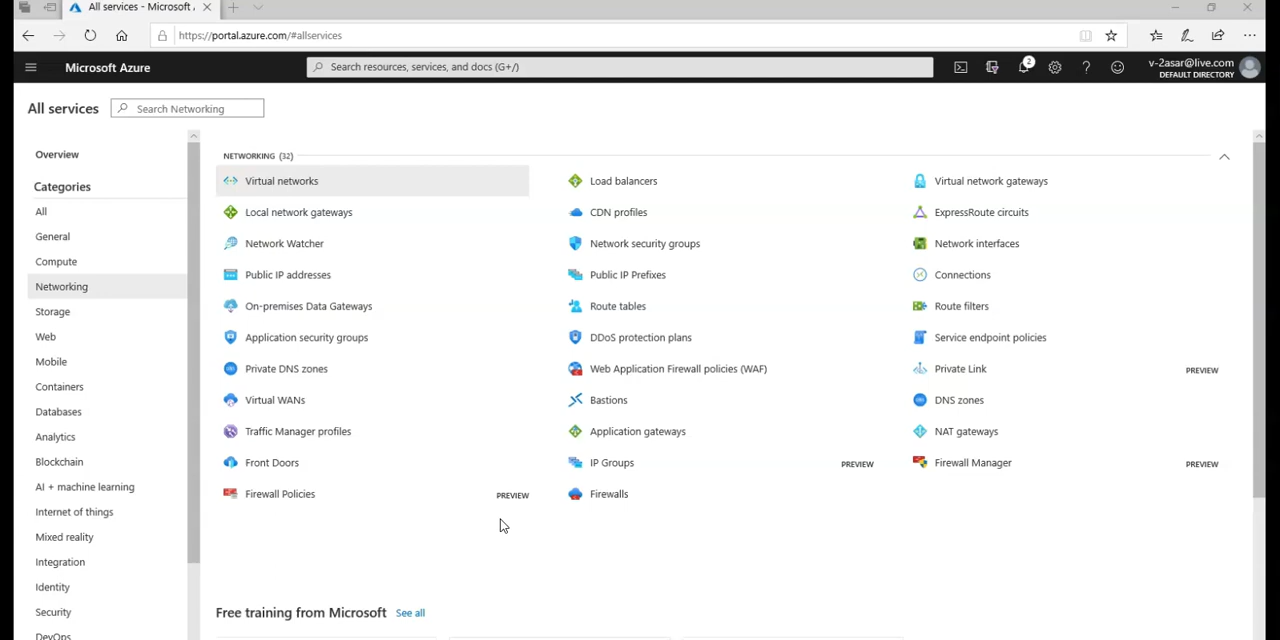 All services - Microsoft A
https://portal.azure.com/#allservices
Microsoft Azure
Search resources, services, and docs (G+/)
2
v-2asar@live.com
DEFAULT DIRECTORY
All services
Search Networking
Overview
Categories
All
General
Compute
Networking
Storage
Web
Mobile
Containers
Databases
Analytics
Blockchain
AI + machine learning
Internet of things
Mixed reality
Integration
Identity
Security
DevOps
NETWORKING (32)
Virtual networks
Load balancers
Virtual network gateways
Local network gateways
CDN profiles
ExpressRoute circuits
Network Watcher
Network security groups
Network interfaces
Public IP addresses
Public IP Prefixes
Connections
On-premises Data Gateways
Route tables
Route filters
Application security groups
DDoS protection plans
Service endpoint policies
Private DNS zones
Web Application Firewall policies (WAF)
Private Link PREVIEW
Virtual WANs
Bastions
DNS zones
Traffic Manager profiles
Application gateways
NAT gateways
Front Doors
IP Groups PREVIEW
Firewall Manager PREVIEW
Firewall Policies PREVIEW
Firewalls
Free training from Microsoft See all